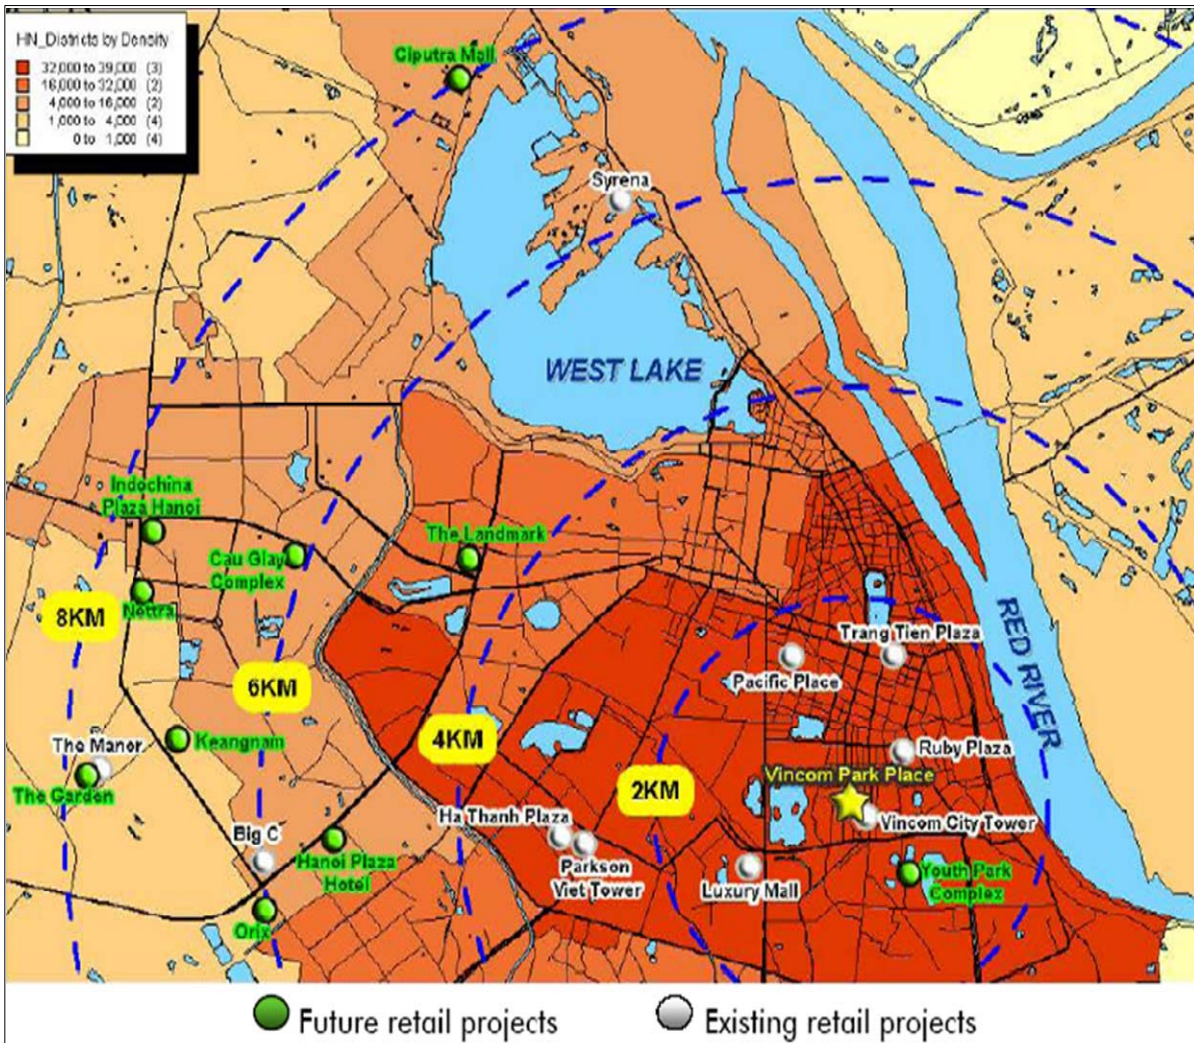 HN_Districts by Density
32,000 to 39,000 (3)
16,000 to 32,000 (2)
4,000 to 16,000 (2)
1,000 to 4,000 (4)
0 to 1,000 (4)
Ciputra Mall
Syrena
WEST LAKE
Indochina
Plaza Hanoi
Cau Giay
Complex
The Landmark
Nettra
8KM
6KM
4KM
2KM
Trang Tien Plaza
Pacific Place
RED RIVER
Keangnam
The Manor
The Garden
Ruby Plaza
Vincom Park Place
Vincom City Tower
Big C
Hanoi Plaza
Hotel
Ha Thanh Plaza
Parkson
Viet Tower
Luxury Mall
Youth Park
Complex
Orix
Future retail projects
Existing retail projects